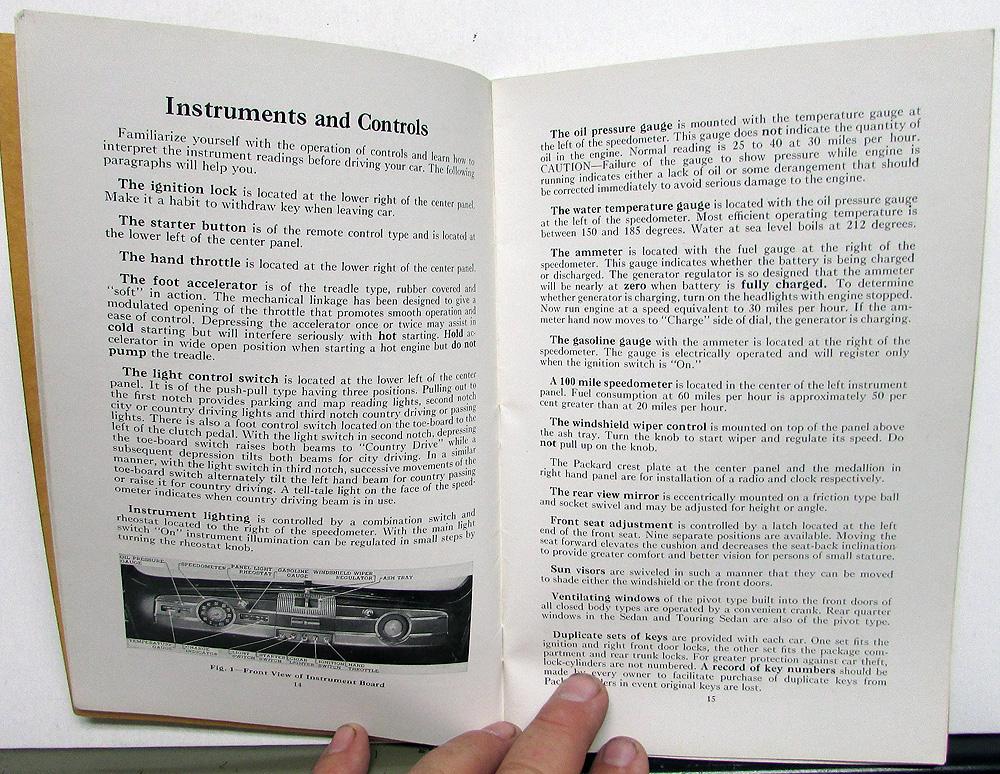 Instruments and Controls
Familiarize yourself with the operation of controls and learn how to
interpret the instrument readings before driving your car. The following
paragraphs will help you.
The ignition lock is located at the lower right of the center panel.
Make it a habit to withdraw key when leaving car.
The starter button is of the remote control type and is located at
the lower left of the center panel.
The hand throttle is located at the lower right of the center panel.
The foot accelerator is of the treadle type, rubber covered and
"soft" in action. The mechanical linkage has been designed to give a
modulated opening of the throttle that promotes smooth operation and
ease of control. Depressing the accelerator once or twice may assist in
cold starting but will interfere seriously with hot starting. Hold ac-
celerator in wide open position when starting a hot engine but do not
pump the treadle.
The light control switch is located at the lower left of the center
panel. It is of the push-pull type having three positions. Pulling out to
the first notch provides parking and map reading lights, second notch
city or country driving lights and third notch country driving or passing
lights. There is also a foot control switch located on the toe-board to the
left of the clutch pedal. With the light switch in second notch, depressing
the toe-board switch raises both beams to "Country Drive" while a
subsequent depression tilts both beams for city driving. In a similar
manner, with the light switch in third notch, successive movements of the
toe-board switch alternately tilt the left hand beam for country passing
or raise it for country driving. A tell-tale light on the face of the speed-
ometer indicates when country driving beam is in use.
Instrument lighting is controlled by a combination switch and
rheostat located to the right of the speedometer. With the main light
switch "On" instrument illumination can be regulated in small steps by
turning the rheostat knob.
OIL PRESSURE GAUGE
SPEEDOMETER
PANEL LIGHT RHEOSTAT
GASOLINE GAUGE
WINDSHIELD WIPER REGULATOR
ASH TRAY
TEMPERATURE GAUGE
CHARGE INDICATOR
LIGHT SWITCH
STARTER SWITCH
CIGAR LIGHTER
IGNITION SWITCH
HAND THROTTLE
Fig. 1—Front View of Instrument Board
14
The oil pressure gauge is mounted with the temperature gauge at
the left of the speedometer. This gauge does not indicate the quantity of
oil in the engine. Normal reading is 25 to 40 at 30 miles per hour.
CAUTION—Failure of the gauge to show pressure while engine is
running indicates either a lack of oil or some derangement that should
be corrected immediately to avoid serious damage to the engine.
The water temperature gauge is located with the oil pressure gauge
at the left of the speedometer. Most efficient operating temperature is
between 150 and 185 degrees. Water at sea level boils at 212 degrees.
The ammeter is located with the fuel gauge at the right of the
speedometer. This gauge indicates whether the battery is being charged
or discharged. The generator regulator is so designed that the ammeter
will be nearly at zero when battery is fully charged. To determine
whether generator is charging, turn on the headlights with engine stopped.
Now run engine at a speed equivalent to 30 miles per hour. If the am-
meter hand now moves to "Charge" side of dial, the generator is charging.
The gasoline gauge with the ammeter is located at the right of the
speedometer. The gauge is electrically operated and will register only
when the ignition switch is "On."
A 100 mile speedometer is located in the center of the left instrument
panel. Fuel consumption at 60 miles per hour is approximately 50 per
cent greater than at 20 miles per hour.
The windshield wiper control is mounted on top of the panel above
the ash tray. Turn the knob to start wiper and regulate its speed. Do
not pull up on the knob.
The Packard crest plate at the center panel and the medallion in
right hand panel are for installation of a radio and clock respectively.
The rear view mirror is eccentrically mounted on a friction type ball
and socket swivel and may be adjusted for height or angle.
Front seat adjustment is controlled by a latch located at the left
end of the front seat. Nine separate positions are available. Moving the
seat forward elevates the cushion and decreases the seat-back inclination
to provide greater comfort and better vision for persons of small stature.
Sun visors are swiveled in such a manner that they can be moved
to shade either the windshield or the front doors.
Ventilating windows of the pivot type built into the front doors of
all closed body types are operated by a convenient crank. Rear quarter
windows in the Sedan and Touring Sedan are also of the pivot type.
Duplicate sets of keys are provided with each car. One set fits the
ignition and right front door locks, the other set fits the package com-
partment and rear trunk locks. For greater protection against car theft,
lock-cylinders are not numbered. A record of key numbers should be
made by every owner to facilitate purchase of duplicate keys from
in event original keys are lost.
15